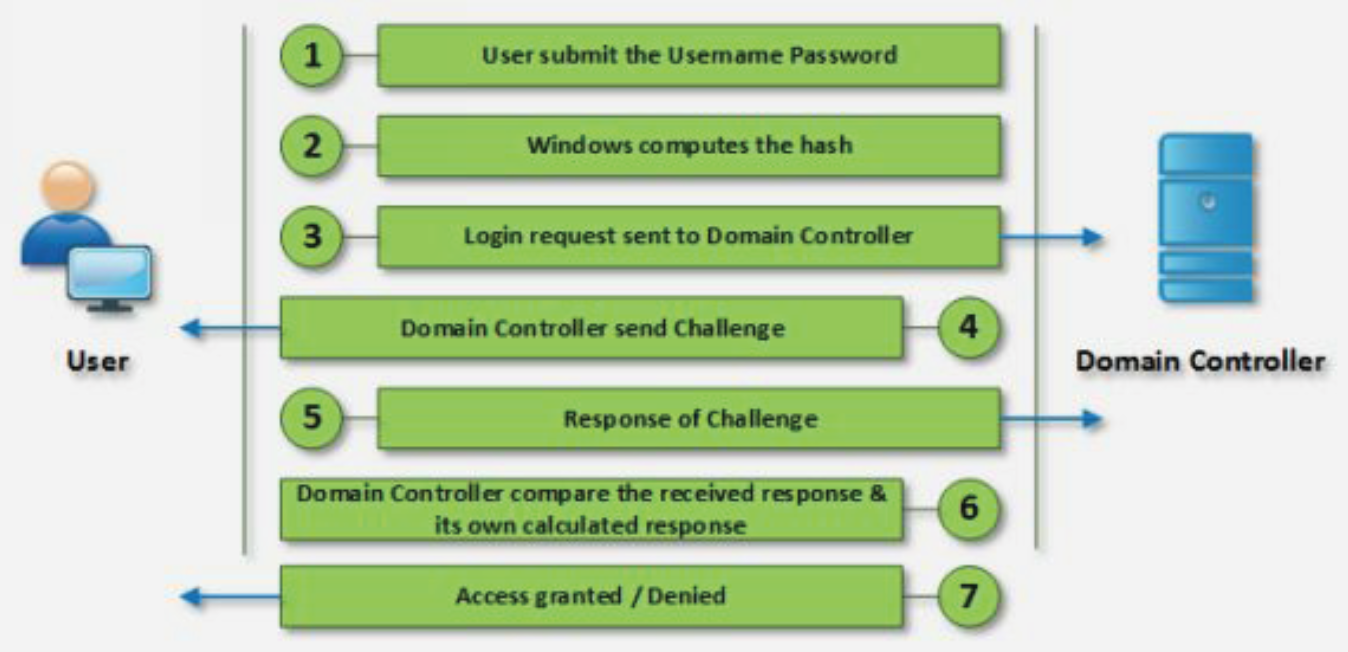 1
User submit the Username Password
2
Windows computes the hash
3
Login request sent to Domain Controller
Domain Controller send Challenge
4
User
Domain Controller
5
Response of Challenge
Domain Controller compare the received response &
its own calculated response
6
Access granted / Denied
7